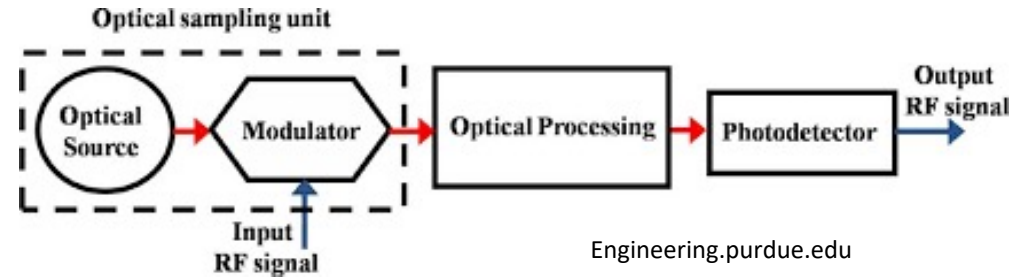 Optical sampling unit
Optical
Source
Modulator
Optical Processing
Photodetector
Output
RF signal
Input
RF signal
Engineering.purdue.edu